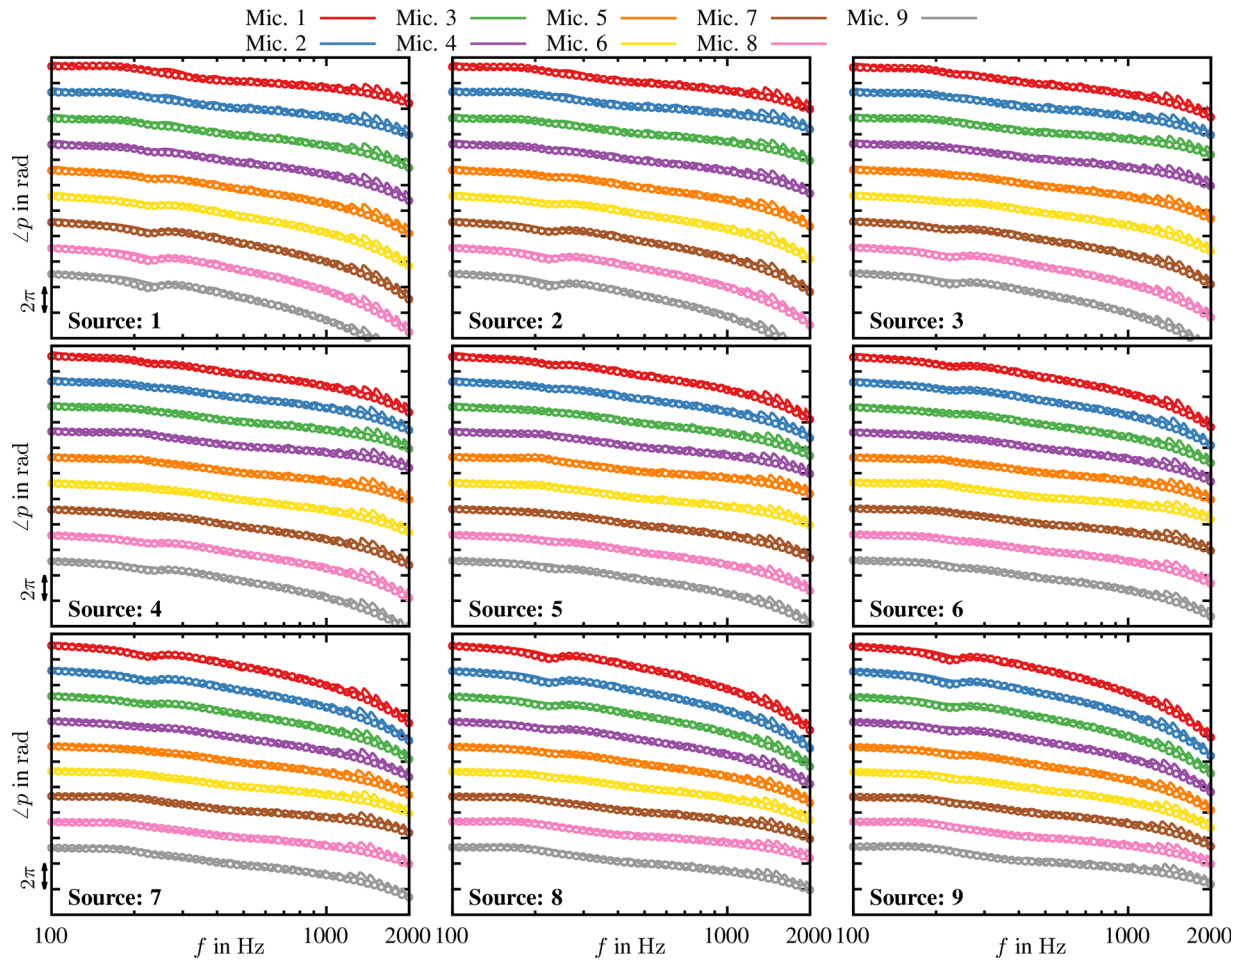 Mic. 1 Mic. 3 Mic. 5 Mic. 7 Mic. 9
Mic. 2 Mic. 4 Mic. 6 Mic. 8
∠p in rad
2π
Source: 1 Source: 2 Source: 3
∠p in rad
2π
Source: 4 Source: 5 Source: 6
∠p in rad
2π
Source: 7 Source: 8 Source: 9
100 1000 2000 100 1000 2000 100 1000 2000
f in Hz f in Hz f in Hz